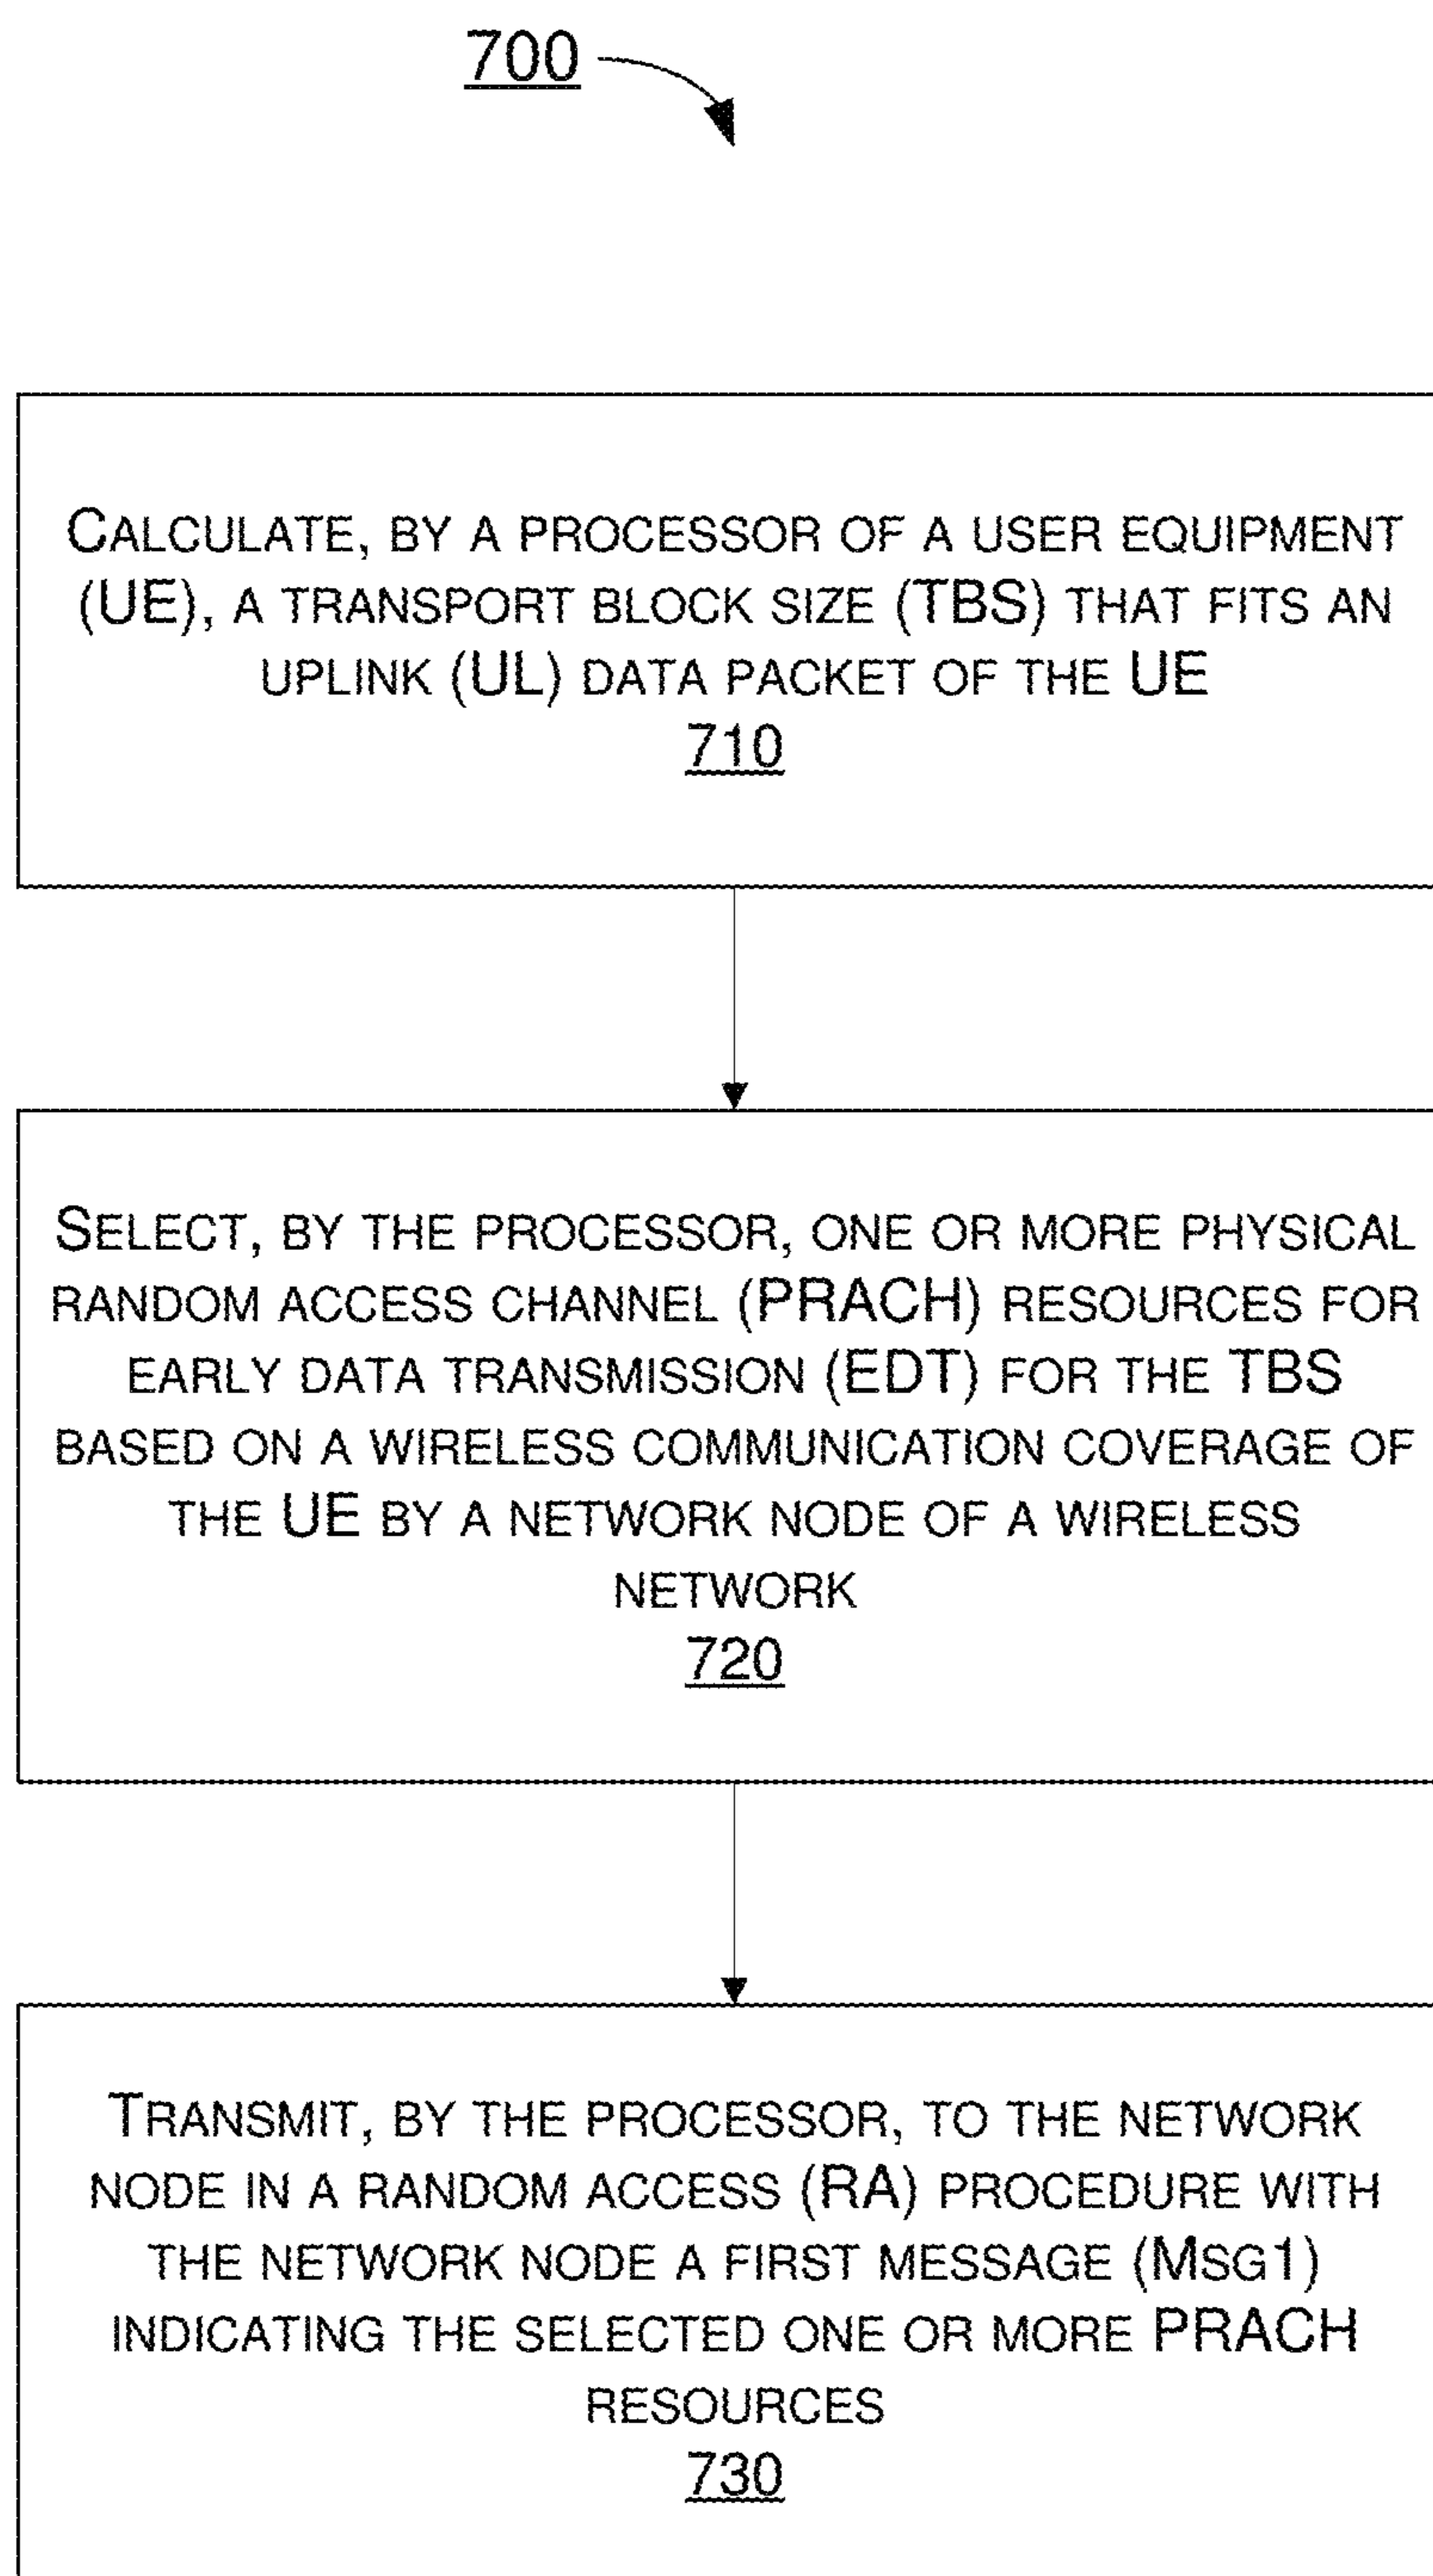 700
CALCULATE, BY A PROCESSOR OF A USER EQUIPMENT
(UE), A TRANSPORT BLOCK SIZE (TBS) THAT FITS AN
UPLINK (UL) DATA PACKET OF THE UE
710
SELECT, BY THE PROCESSOR, ONE OR MORE PHYSICAL
RANDOM ACCESS CHANNEL (PRACH) RESOURCES FOR
EARLY DATA TRANSMISSION (EDT) FOR THE TBS
BASED ON A WIRELESS COMMUNICATION COVERAGE OF
THE UE BY A NETWORK NODE OF A WIRELESS
NETWORK
720
TRANSMIT, BY THE PROCESSOR, TO THE NETWORK
NODE IN A RANDOM ACCESS (RA) PROCEDURE WITH
THE NETWORK NODE A FIRST MESSAGE (MSG1)
INDICATING THE SELECTED ONE OR MORE PRACH
RESOURCES
730